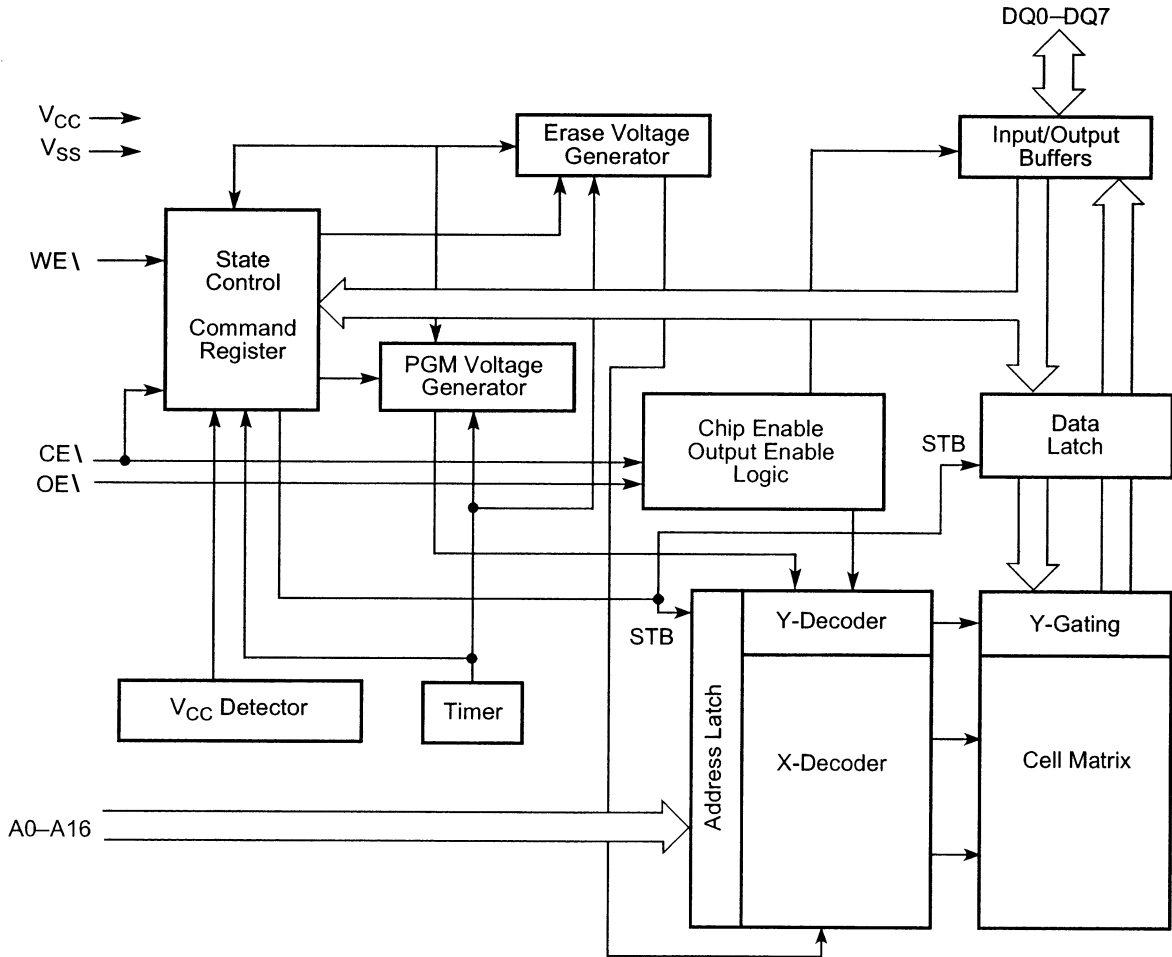 DQ0–DQ7
VCC
VSS
Erase Voltage
Generator
Input/Output
Buffers
WE\
State
Control
Command
Register
PGM Voltage
Generator
CE\
OE\
Chip Enable
Output Enable
Logic
STB
Data
Latch
STB
Y-Decoder
Y-Gating
VCC Detector
Timer
Address Latch
X-Decoder
Cell Matrix
A0–A16